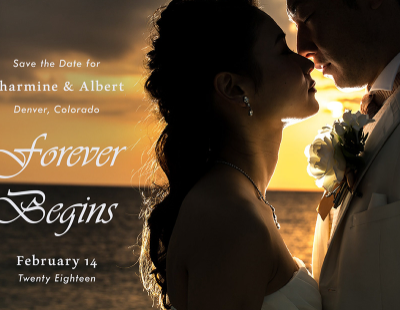 Save the Date for
harmine & Albert
Denver, Colorado
Forever
Begins
February 14
Twenty Eighteen